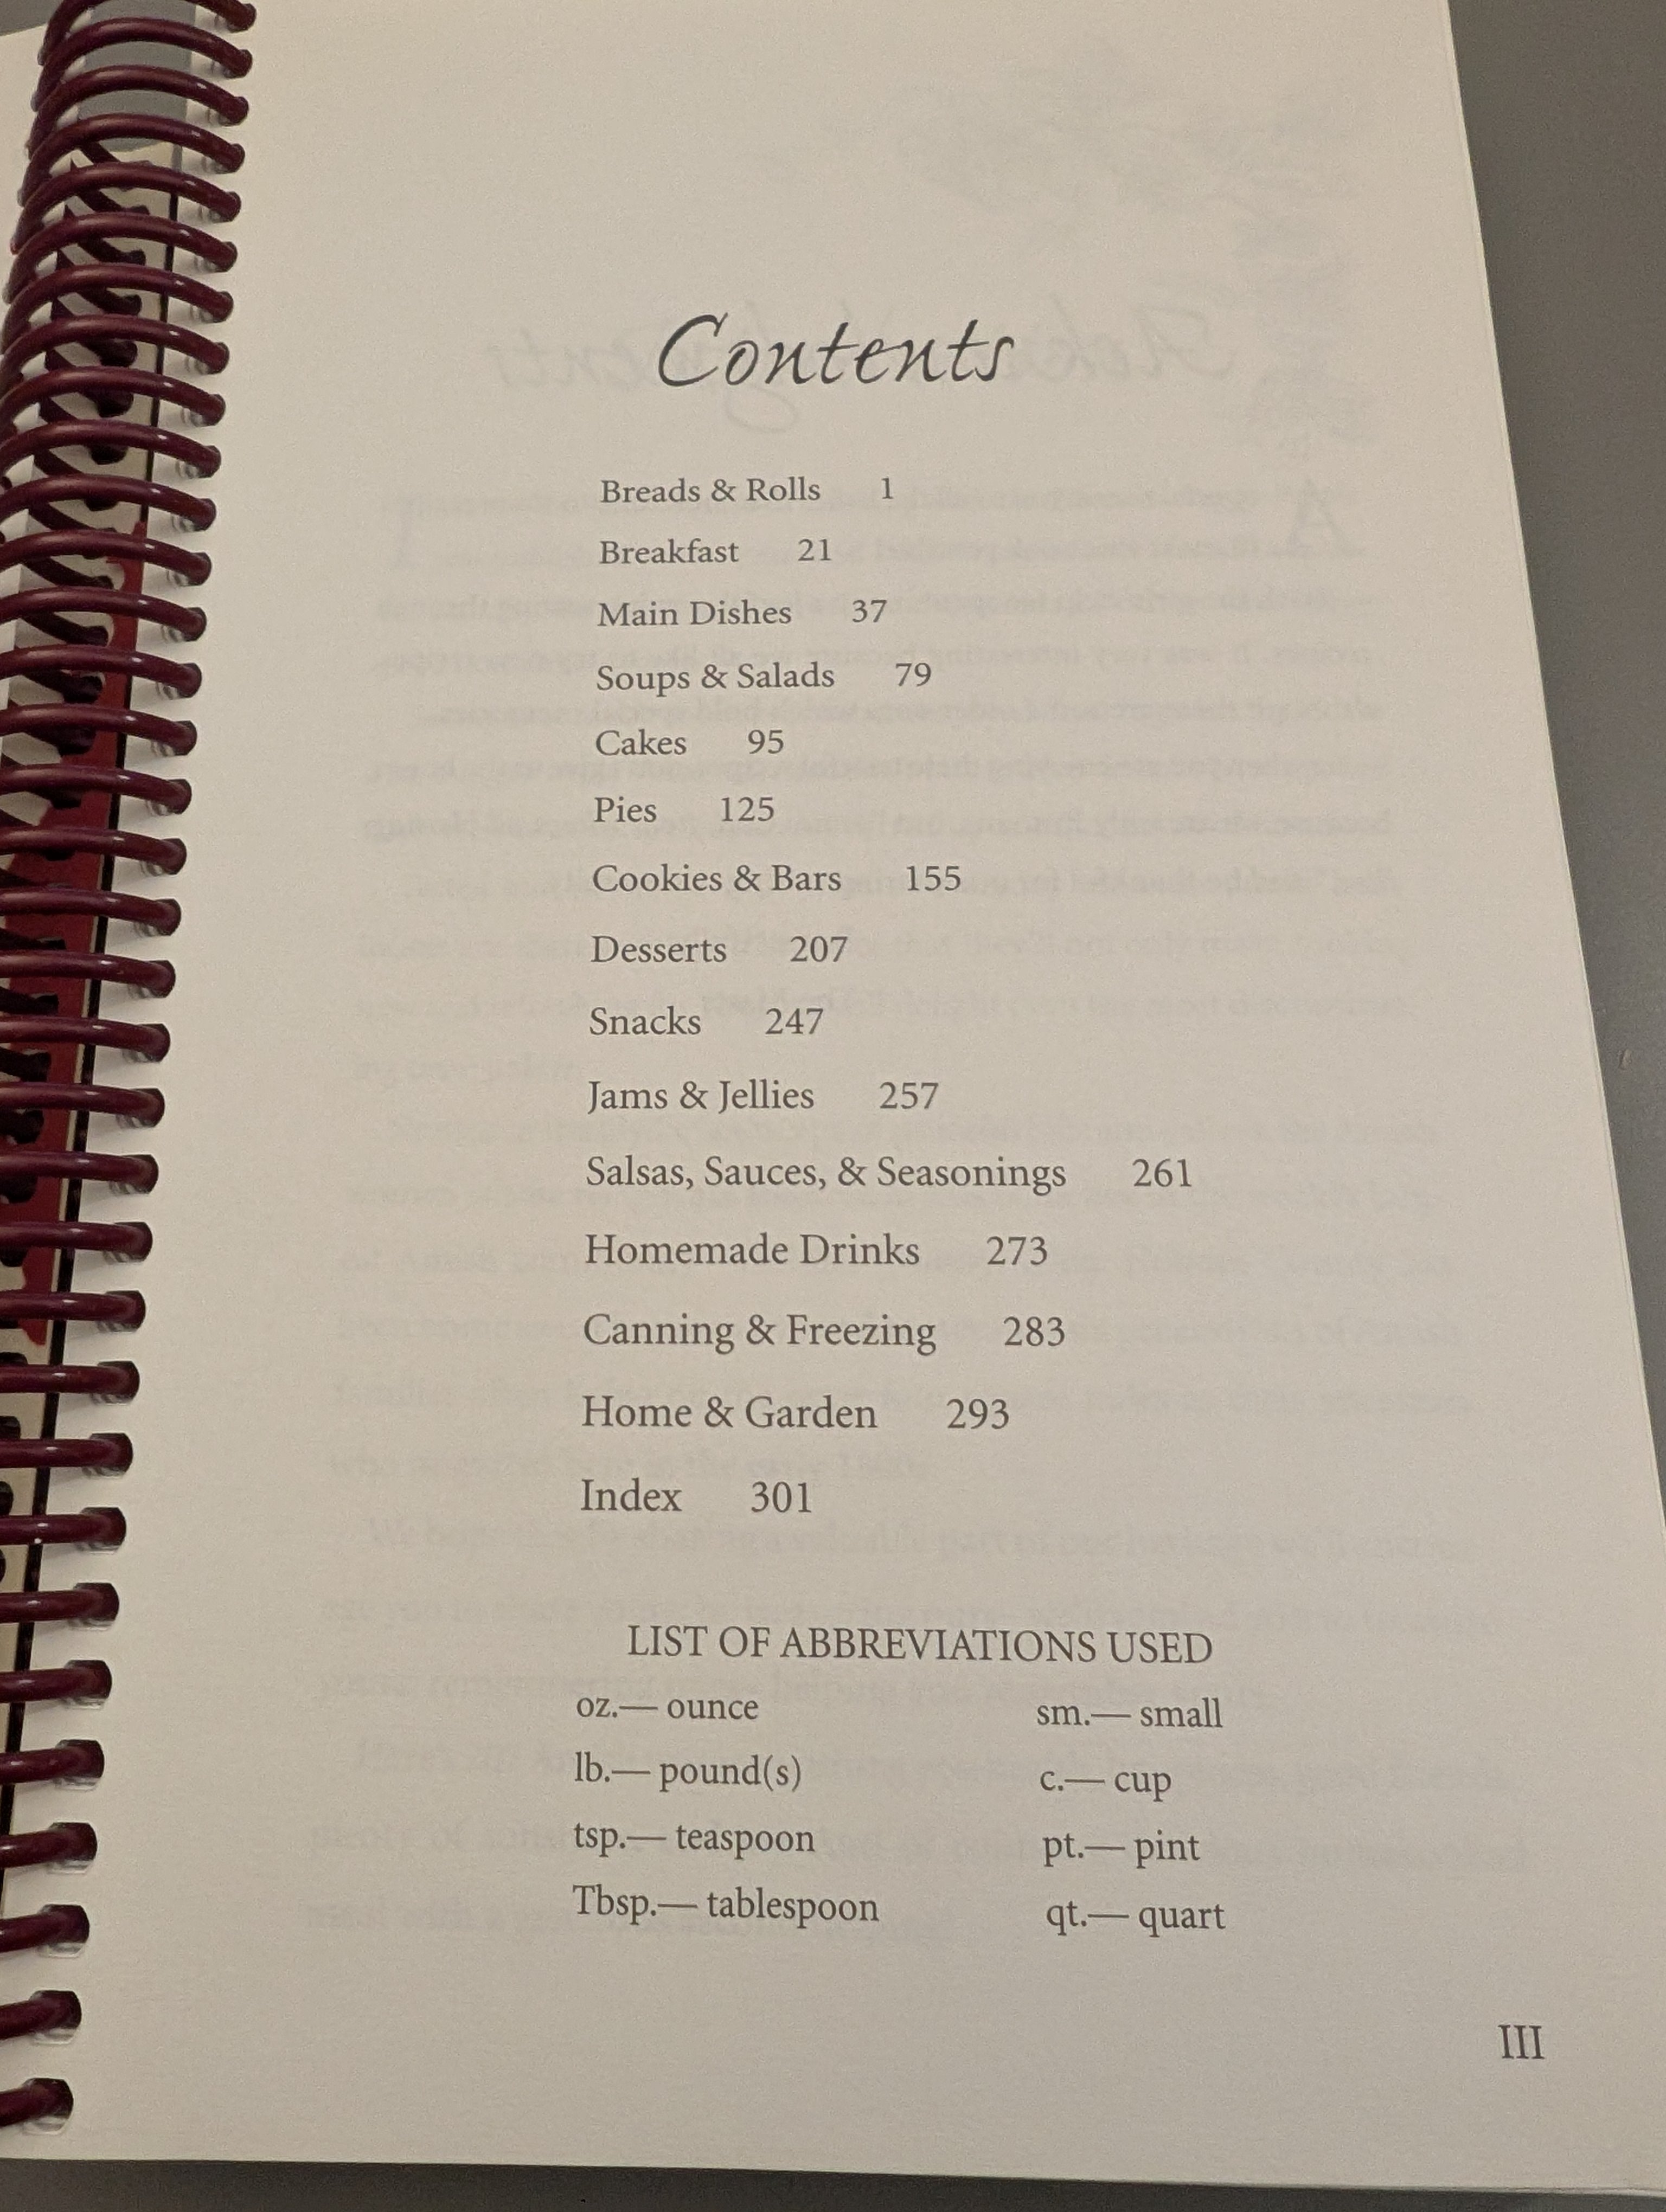 Contents
Breads & Rolls 1
Breakfast 21
Main Dishes 37
Soups & Salads 79
Cakes 95
Pies 125
Cookies & Bars 155
Desserts 207
Snacks 247
Jams & Jellies 257
Salsas, Sauces, & Seasonings 261
Homemade Drinks 273
Canning & Freezing 283
Home & Garden 293
Index 301
LIST OF ABBREVIATIONS USED
oz.— ounce sm.— small
lb.— pound(s) c.— cup
tsp.— teaspoon pt.— pint
Tbsp.— tablespoon qt.— quart
III